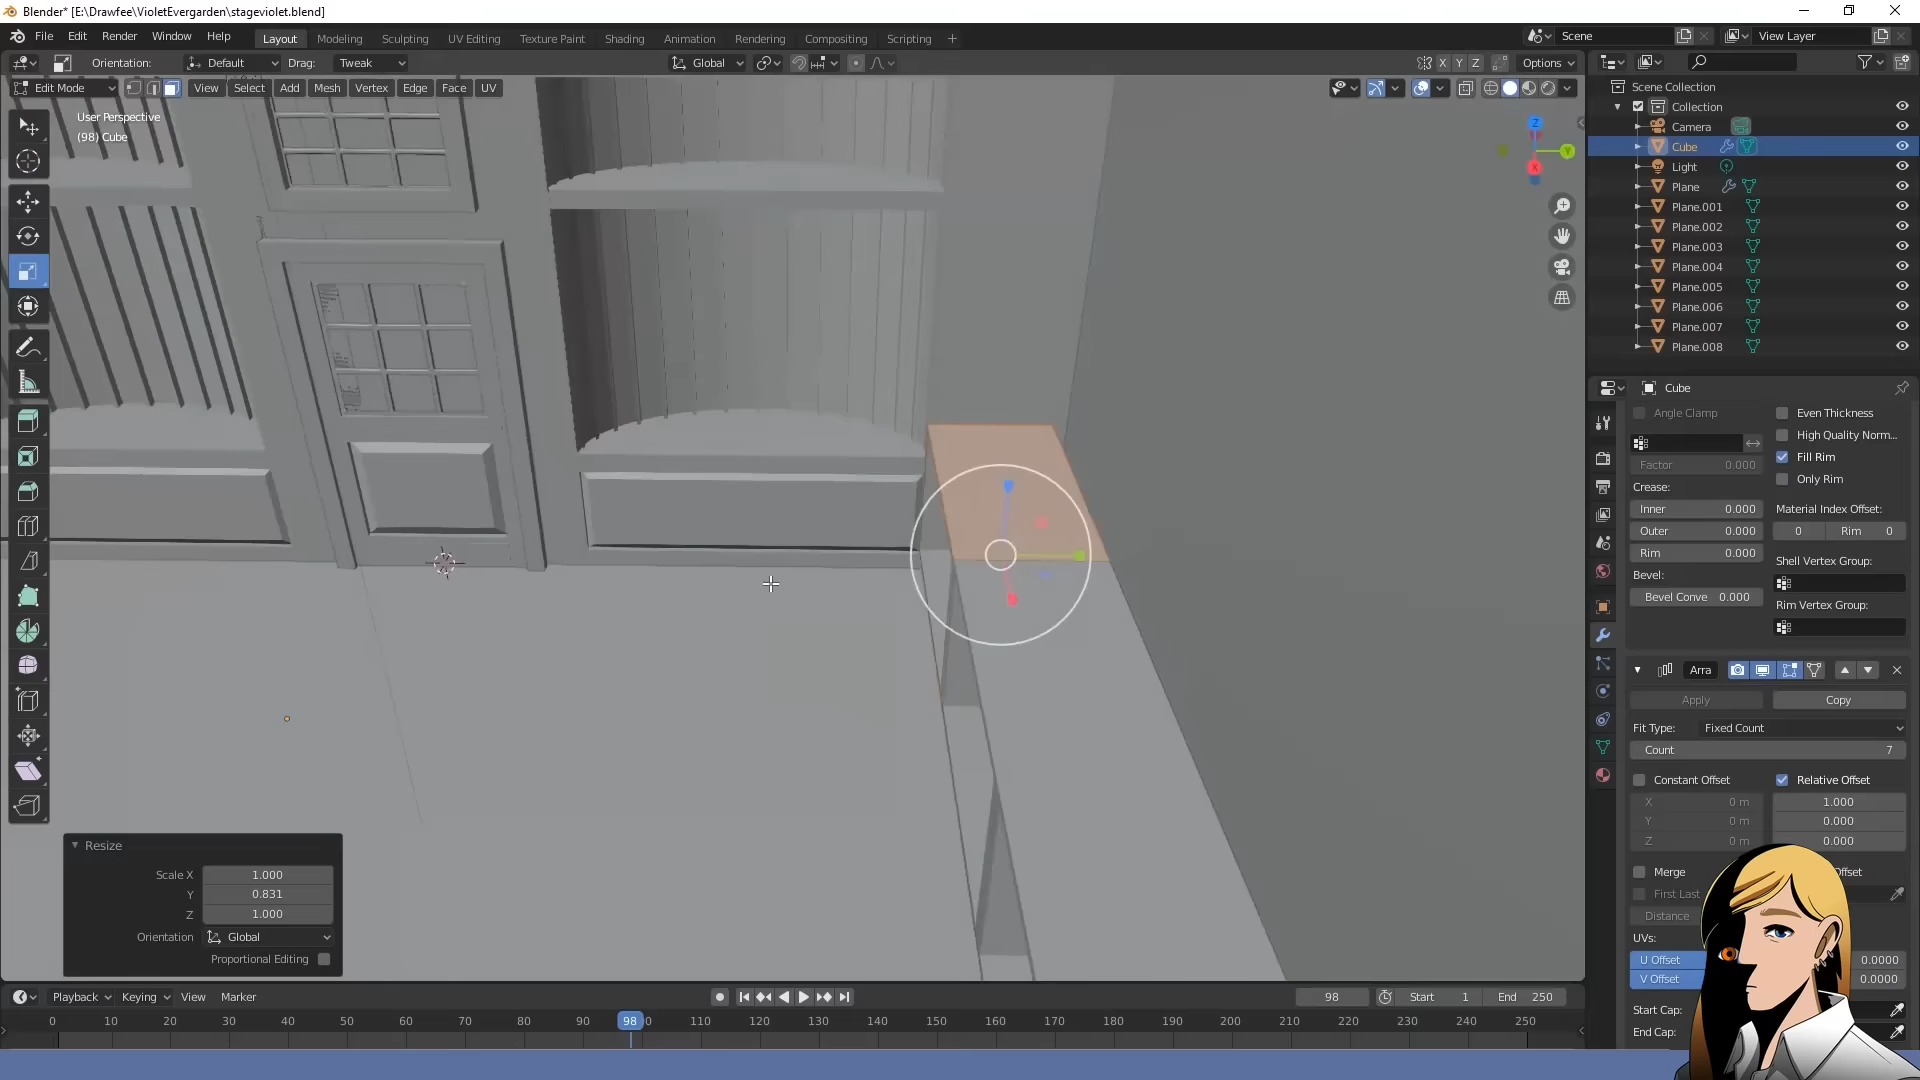 Blender* [E:\Drawfee\VioletEvergarden\stageviolet.blend]
File Edit Render Window Help
Layout Modeling Sculpting UV Editing Texture Paint Shading Animation Rendering Compositing Scripting +
Scene
View Layer
Orientation: Default Drag: Tweak
Global
X Y Z
Options
Edit Mode
View Select Add Mesh Vertex Edge Face UV
User Perspective
(98) Cube
Z
Y
X
Scene Collection
Collection
Camera
Cube
Light
Plane
Plane.001
Plane.002
Plane.003
Plane.004
Plane.005
Plane.006
Plane.007
Plane.008
Cube
Angle Clamp
Even Thickness
High Quality Norm...
Fill Rim
Only Rim
Factor 0.000
Crease:
Inner 0.000
Outer 0.000
Rim 0.000
Material Index Offset:
0 Rim 0
Bevel:
Bevel Conve 0.000
Shell Vertex Group:
Rim Vertex Group:
Arra
Apply Copy
Fit Type: Fixed Count
Count 7
Constant Offset
Relative Offset
X 0 m 1.000
Y 0 m 0.000
Z 0 m 0.000
Merge
Offset
First Last
Distance
UVs:
U Offset 0.0000
V Offset 0.0000
Start Cap:
End Cap:
Resize
Scale X 1.000
Y 0.831
Z 1.000
Orientation Global
Proportional Editing
Playback Keying View Marker
98 Start 1 End 250
0 10 20 30 40 50 60 70 80 90 98 110 120 130 140 150 160 170 180 190 200 210 220 230 240 250